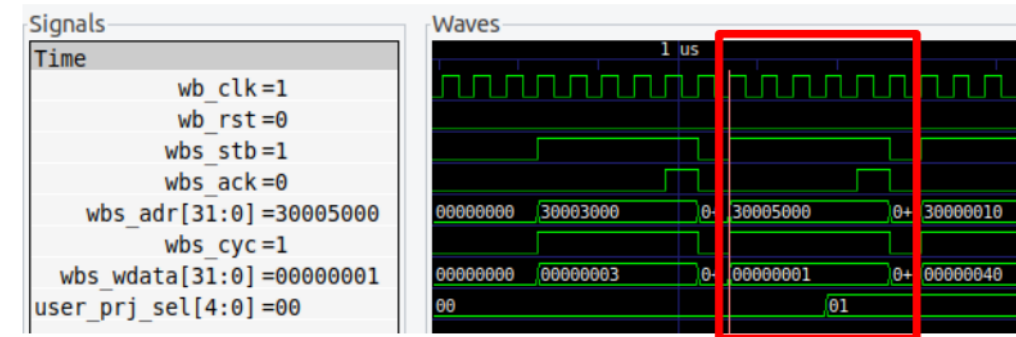 Signals Waves
Time 1 us
wb_clk=1
wb_rst=0
wbs_stb=1
wbs_ack=0
wbs_adr[31:0]=30005000 00000000 30003000 0+ 30005000 0+ 30000010
wbs_cyc=1
wbs_wdata[31:0]=00000001 00000000 00000003 0+ 00000001 0+ 00000040
user_prj_sel[4:0]=00 00 01